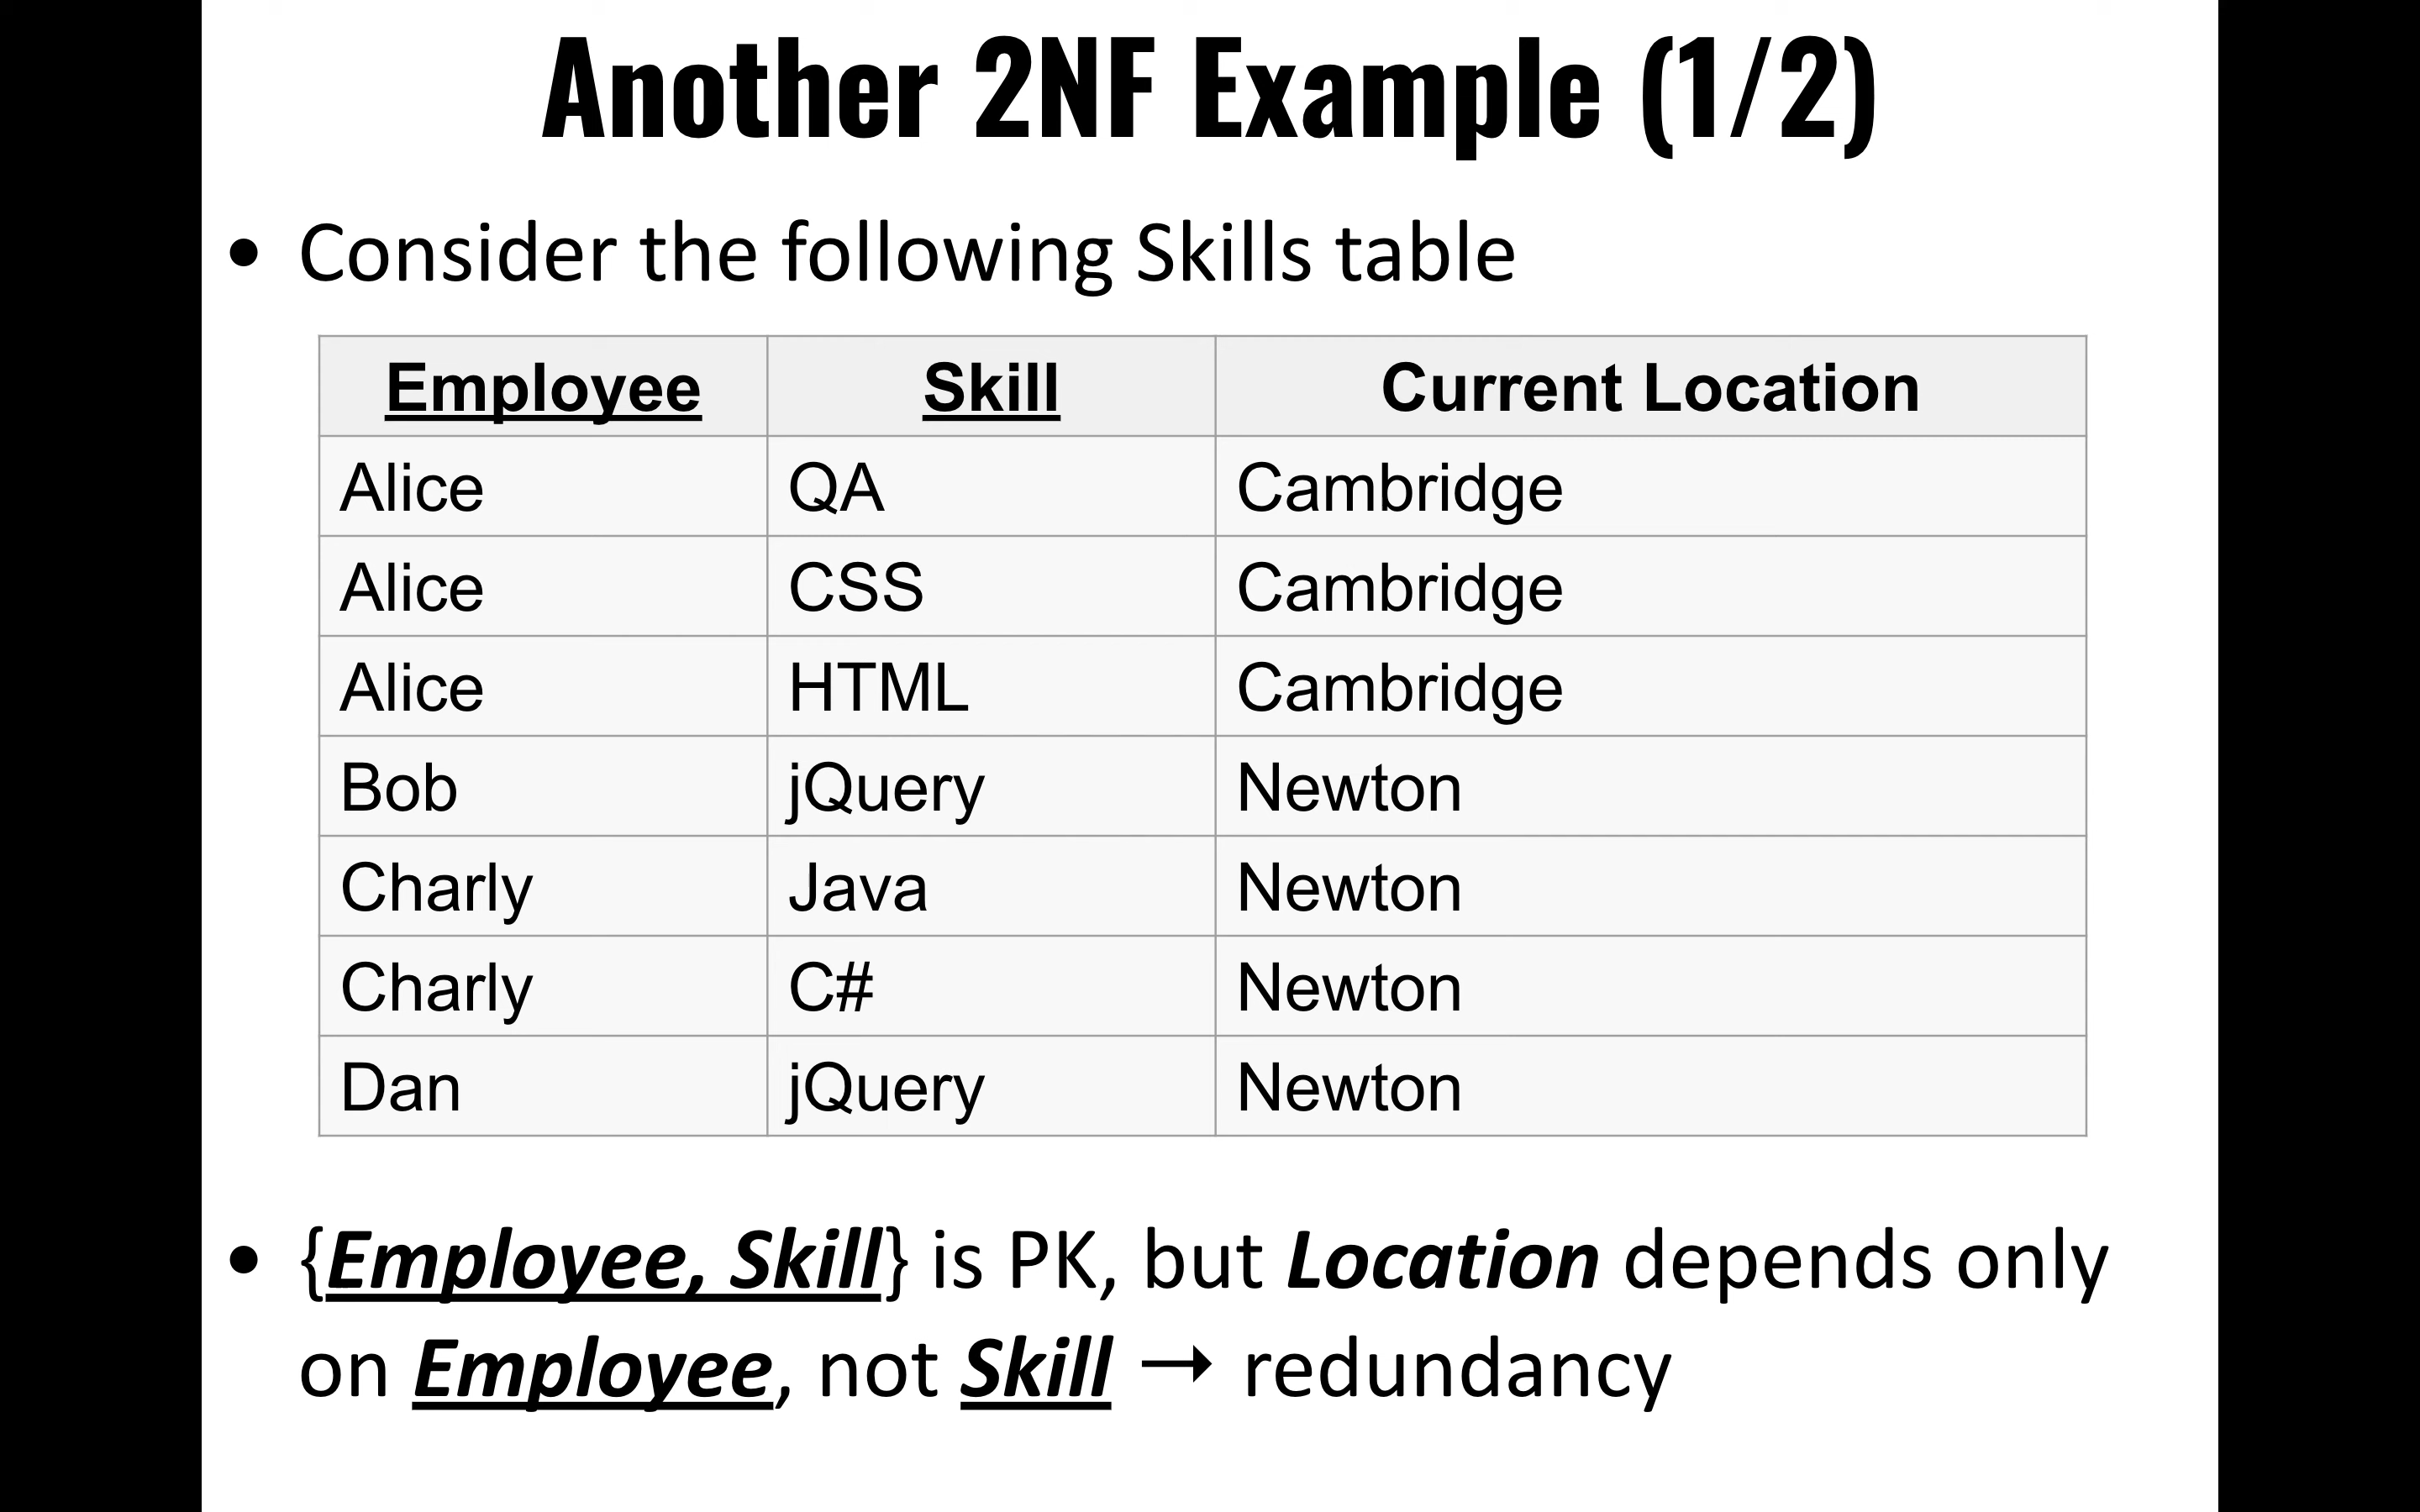 Another 2NF Example (1/2)
• Consider the following Skills table
Employee Skill Current Location
Alice QA Cambridge
Alice CSS Cambridge
Alice HTML Cambridge
Bob jQuery Newton
Charly Java Newton
Charly C# Newton
Dan jQuery Newton
• {Employee, Skill} is PK, but Location depends only
on Employee, not Skill → redundancy